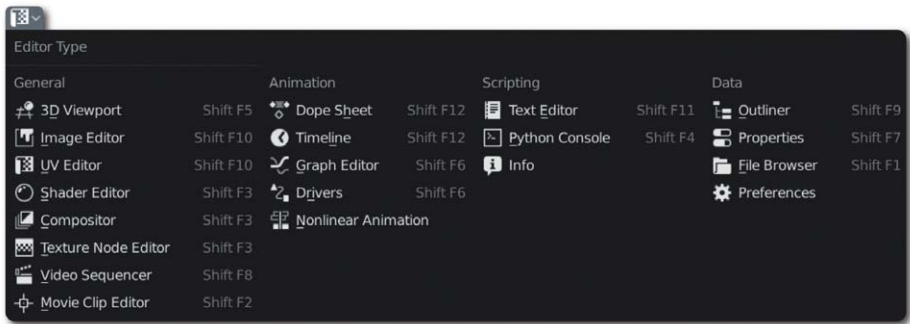 Editor Type
General
3D Viewport Shift F5
Image Editor Shift F10
UV Editor Shift F10
Shader Editor Shift F3
Compositor Shift F3
Texture Node Editor Shift F3
Video Sequencer Shift F8
Movie Clip Editor Shift F2
Animation
Dope Sheet Shift F12
Timeline Shift F12
Graph Editor Shift F6
Drivers Shift F6
Nonlinear Animation
Scripting
Text Editor Shift F11
Python Console Shift F4
Info
Data
Outliner Shift F9
Properties Shift F7
File Browser Shift F1
Preferences